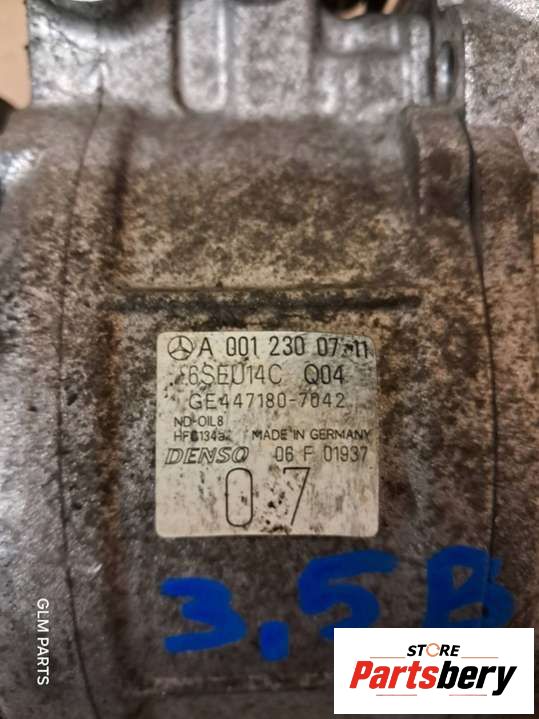 A 001 230 07 11
6SEU14C Q04
GE447180-7042
ND-OIL8
HFC134a MADE IN GERMANY
DENSO 06 F 01937
07
3,5B
GLM PARTS
STORE
Partsbery